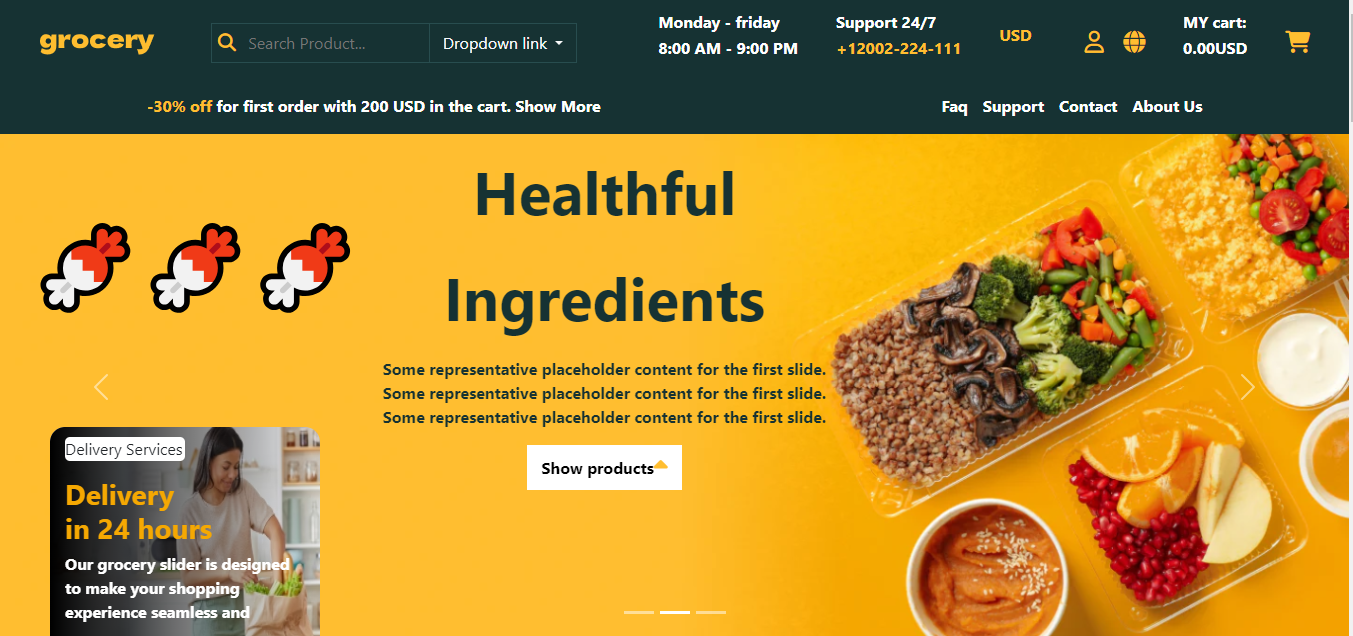 grocery
Search Product...
Dropdown link
Monday - friday
8:00 AM - 9:00 PM
Support 24/7
+12002-224-111
USD
MY cart:
0.00USD
-30% off for first order with 200 USD in the cart. Show More
Faq Support Contact About Us
Healthful
Ingredients
Some representative placeholder content for the first slide.
Some representative placeholder content for the first slide.
Some representative placeholder content for the first slide.
Show products
Delivery Services
Delivery
in 24 hours
Our grocery slider is designed
to make your shopping
experience seamless and